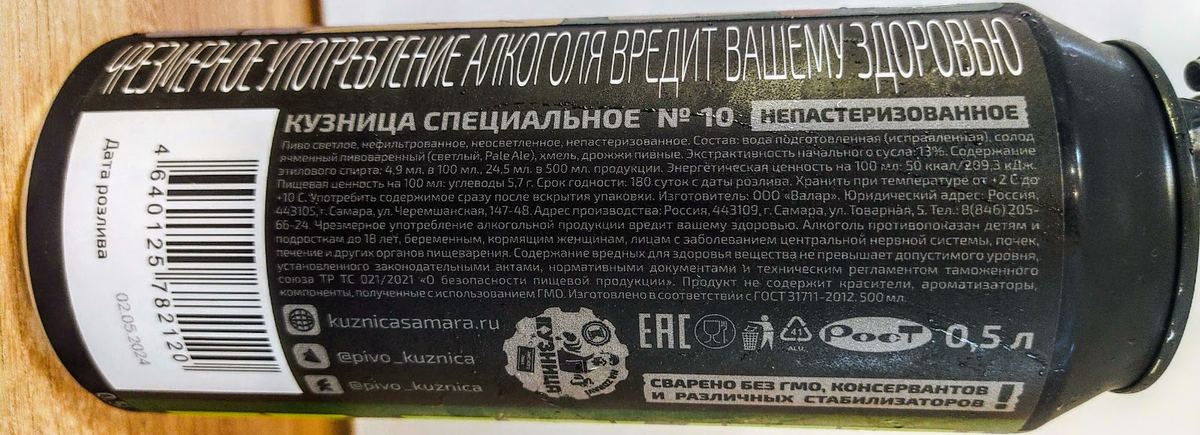 ЧРЕЗМЕРНОЕ УПОТРЕБЛЕНИЕ АЛКОГОЛЯ ВРЕДИТ ВАШЕМУ ЗДОРОВЬЮ
КУЗНИЦА СПЕЦИАЛЬНОЕ № 10 НЕПАСТЕРИЗОВАННОЕ
Пиво светлое, нефильтрованное, неосветленное, непастеризованное. Состав: вода подготовленная (исправленная), солод
ячменный пивоваренный (светлый, Pale Ale), хмель, дрожжи пивные. Экстрактивность начального сусла: 13%. Содержание
этилового спирта: 4,9 мл. в 100 мл., 24,5 мл. в 500 мл. продукции. Энергетическая ценность на 100 мл: 50 ккал/209,3 кДж.
Пищевая ценность на 100 мл: углеводы 5,7 г. Срок годности: 180 суток с даты розлива. Хранить при температуре от +2 С до
+10 С. Употребить содержимое сразу после вскрытия упаковки. Изготовитель: ООО «Валар». Юридический адрес: Россия,
443105, г. Самара, ул. Черемшанская, 147-48. Адрес производства: Россия, 443109, г. Самара, ул. Товарная, 5. Тел.: 8(846) 205-
66-24. Чрезмерное употребление алкогольной продукции вредит вашему здоровью. Алкоголь противопоказан детям и
подросткам до 18 лет, беременным, кормящим женщинам, лицам с заболеванием центральной нервной системы, почек,
печение и других органов пищеварения. Содержание вредных для здоровья вещества не превышает допустимого уровня,
установленного законодательными актами, нормативными документами и техническим регламентом таможенного
союза ТР ТС 021/2021 «О безопасности пищевой продукции». Продукт не содержит красители, ароматизаторы,
компоненты, полученные с использованием ГМО. Изготовлено в соответствии с ГОСТ 31711-2012. 500 мл.
kuznicasamara.ru
@pivo_kuznica
@pivo_kuznica
EAC
41
ALU
РОСТ
0,5 л
СВАРЕНО БЕЗ ГМО, КОНСЕРВАНТОВ
И РАЗЛИЧНЫХ СТАБИЛИЗАТОРОВ !
Дата розлива
02.05.2024
4 640125 782120